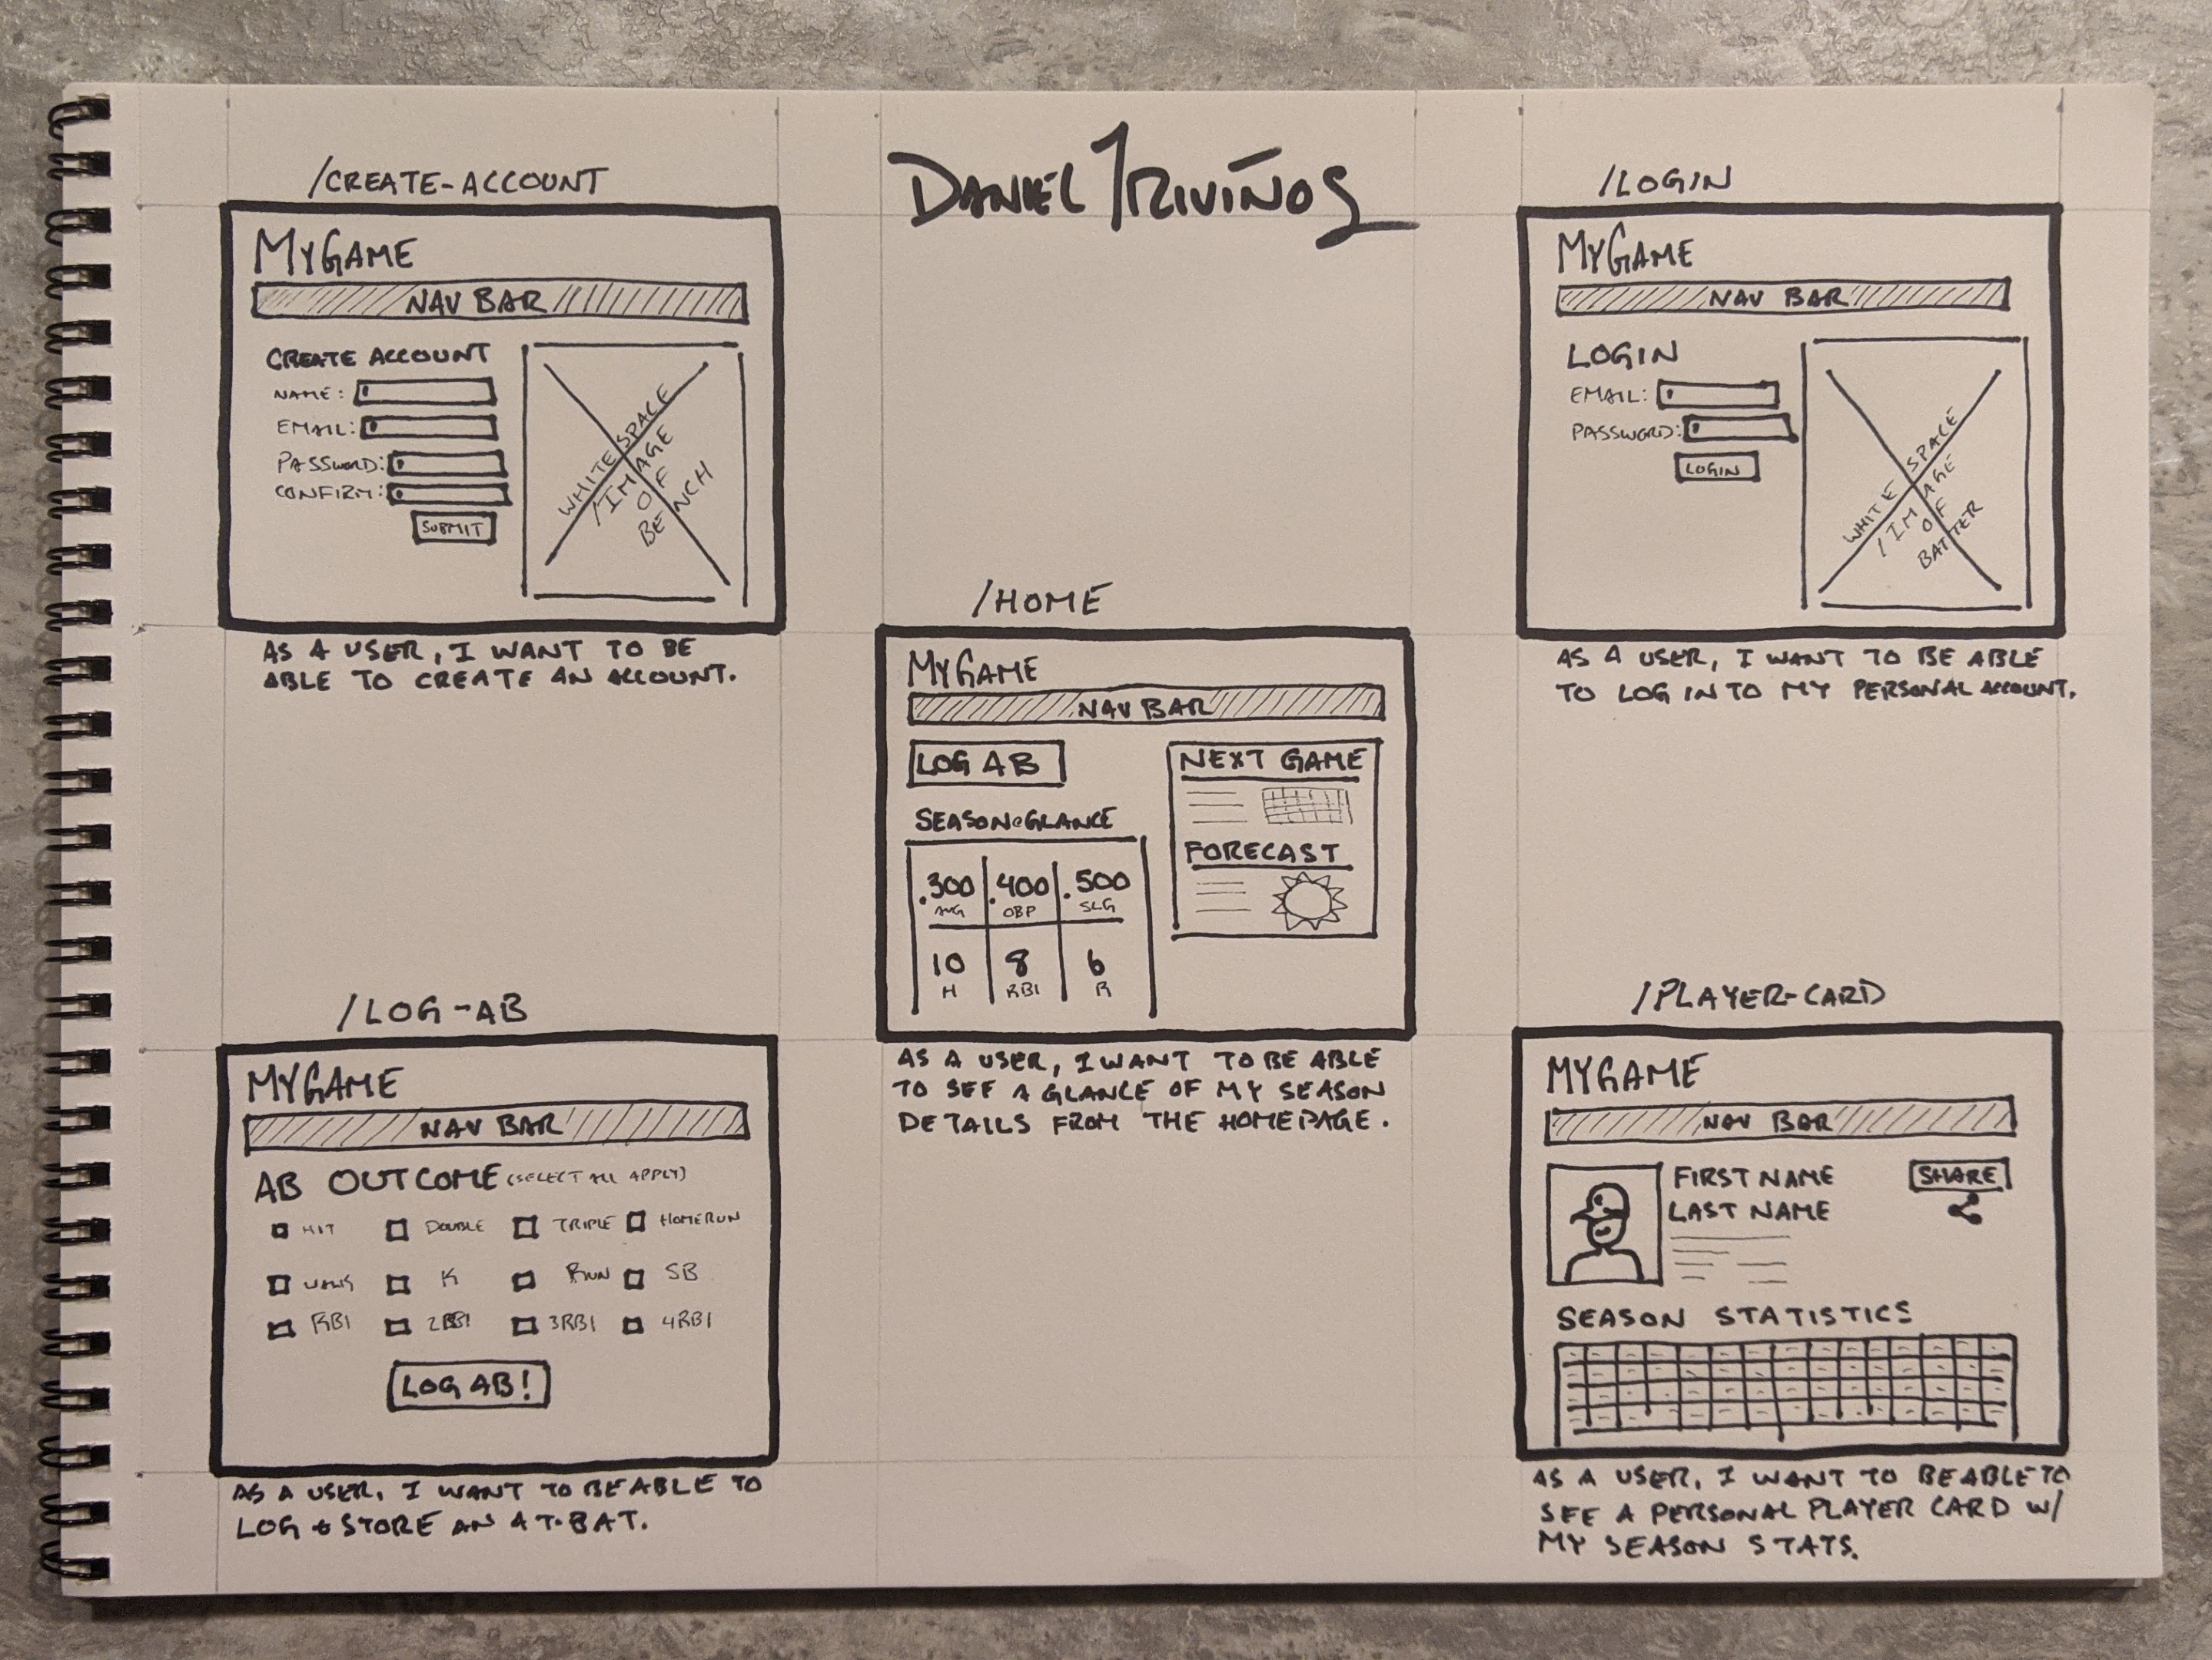 /CREATE-ACCOUNT
MYGAME
NAV BAR
CREATE ACCOUNT
NAME:
EMAIL:
PASSWORD:
CONFIRM:
SUBMIT
WHITE SPACE
/IMAGE
OF
BENCH
AS A USER, I WANT TO BE
ABLE TO CREATE AN ACCOUNT.
DANIEL TRIVIÑOS
/LOGIN
MYGAME
NAV BAR
LOGIN
EMAIL:
PASSWORD:
LOGIN
WHITE SPACE
/IMAGE
OF
BATTER
AS A USER, I WANT TO BE ABLE
TO LOG INTO MY PERSONAL ACCOUNT.
/HOME
MYGAME
NAV BAR
LOG AB
SEASON@GLANCE
.300 .400 .500
AVG OBP SLG
10 8 6
H RBI R
NEXT GAME
FORECAST
AS A USER, I WANT TO BE ABLE
TO SEE A GLANCE OF MY SEASON
DETAILS FROM THE HOMEPAGE.
/LOG-AB
MYGAME
NAV BAR
AB OUTCOME (SELECT ALL APPLY)
HIT DOUBLE TRIPLE HOMERUN
WALK K RUN SB
RBI 2RBI 3RBI 4RBI
LOG AB!
AS A USER, I WANT TO BE ABLE TO
LOG + STORE AN AT-BAT.
/PLAYER-CARD
MYGAME
NAV BAR
FIRST NAME
LAST NAME
SHARE
SEASON STATISTICS
AS A USER, I WANT TO BE ABLE TO
SEE A PERSONAL PLAYER CARD W/
MY SEASON STATS.